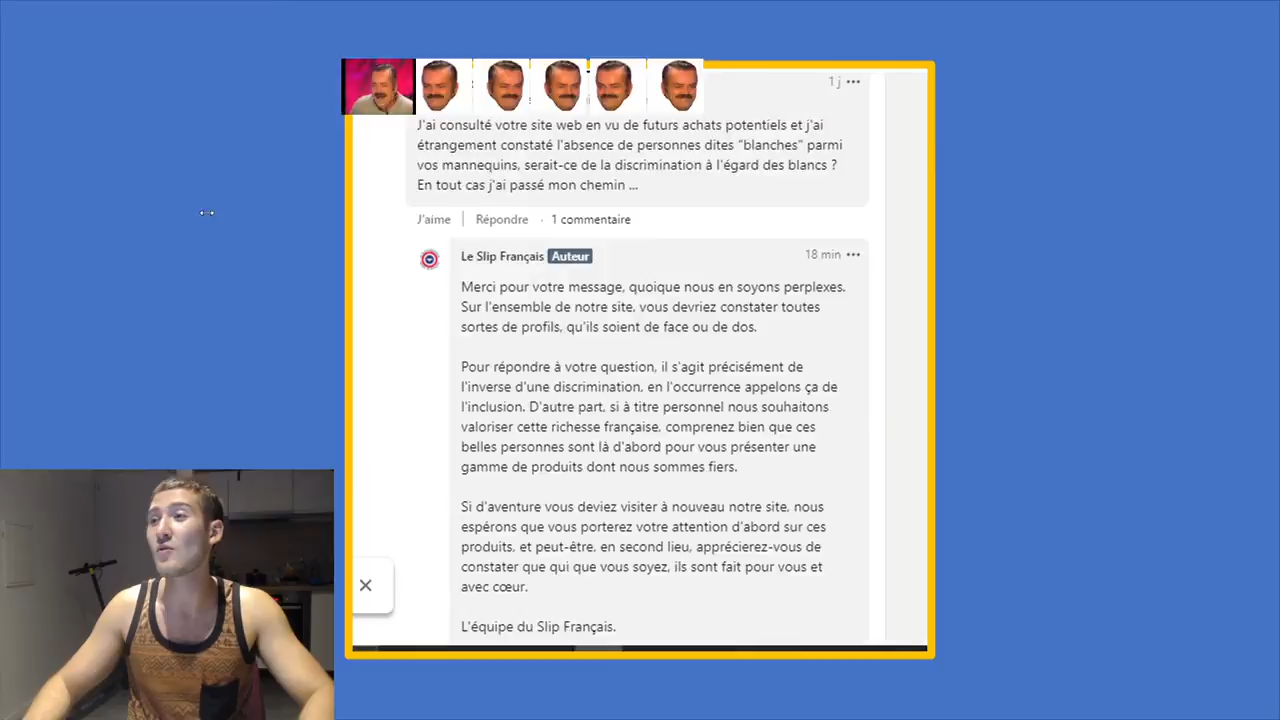 1 j
J'ai consulté votre site web en vu de futurs achats potentiels et j'ai
étrangement constaté l'absence de personnes dites "blanches" parmi
vos mannequins, serait-ce de la discrimination à l'égard des blancs ?
En tout cas j'ai passé mon chemin ...
J'aime | Répondre · 1 commentaire
Le Slip Français Auteur 18 min
Merci pour votre message, quoique nous en soyons perplexes.
Sur l'ensemble de notre site, vous devriez constater toutes
sortes de profils, qu'ils soient de face ou de dos.
Pour répondre à votre question, il s'agit précisément de
l'inverse d'une discrimination, en l'occurrence appelons ça de
l'inclusion. D'autre part, si à titre personnel nous souhaitons
valoriser cette richesse française, comprenez bien que ces
belles personnes sont là d'abord pour vous présenter une
gamme de produits dont nous sommes fiers.
Si d'aventure vous deviez visiter à nouveau notre site, nous
espérons que vous porterez votre attention d'abord sur ces
produits, et peut-être, en second lieu, apprécierez-vous de
constater que qui que vous soyez, ils sont fait pour vous et
avec cœur.
L'équipe du Slip Français.